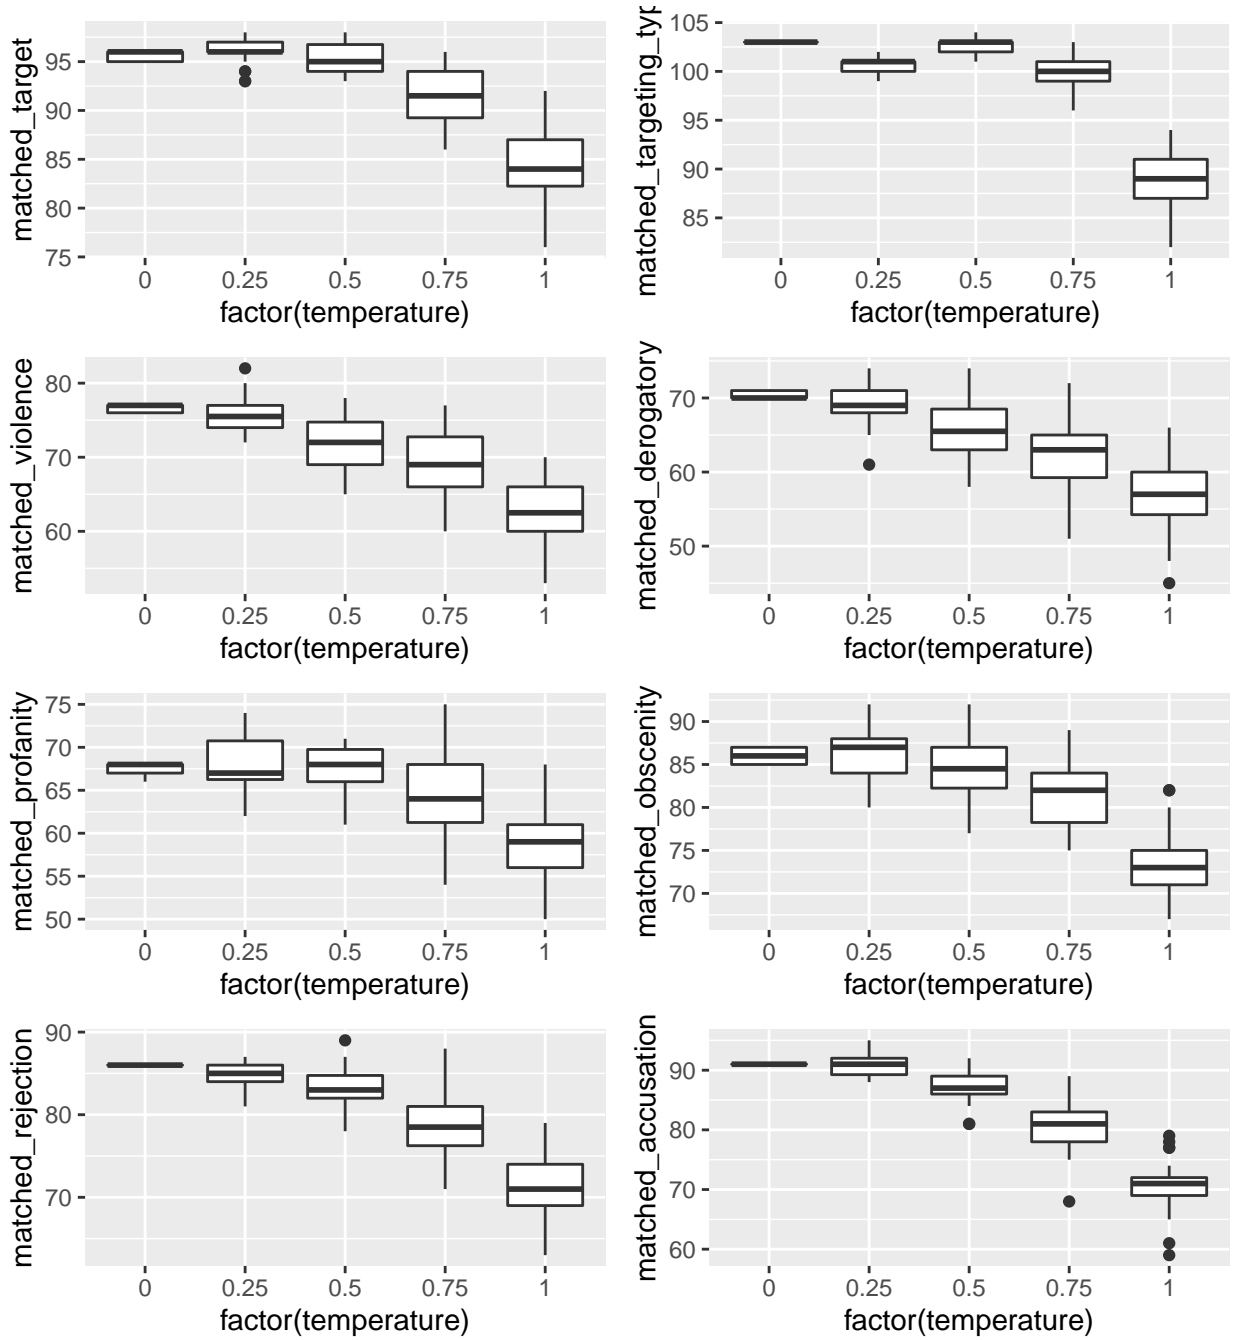 matched_target
95
90
85
80
75
0 0.25 0.5 0.75 1
factor(temperature)
matched_targeting_typ
105
100
95
90
85
0 0.25 0.5 0.75 1
factor(temperature)
matched_violence
80
70
60
0 0.25 0.5 0.75 1
factor(temperature)
matched_derogatory
70
60
50
0 0.25 0.5 0.75 1
factor(temperature)
matched_profanity
75
70
65
60
55
50
0 0.25 0.5 0.75 1
factor(temperature)
matched_obscenity
90
85
80
75
70
0 0.25 0.5 0.75 1
factor(temperature)
matched_rejection
90
80
70
0 0.25 0.5 0.75 1
factor(temperature)
matched_accusation
90
80
70
60
0 0.25 0.5 0.75 1
factor(temperature)